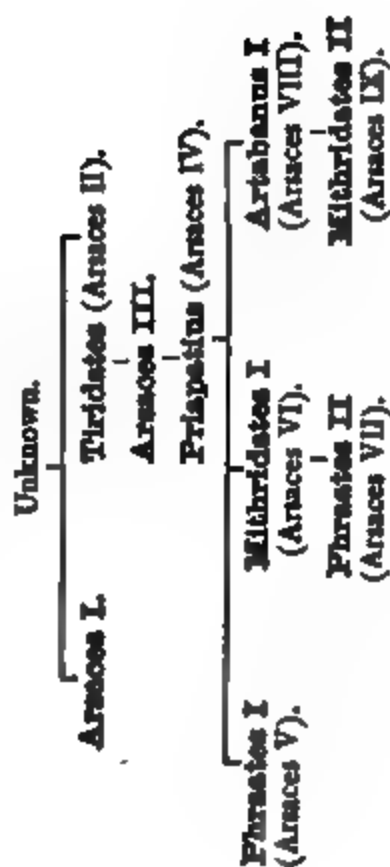 Unknown.
Arsaces I. Tiridates (Arsaces II).
Arsaces III.
Priapatius (Arsaces IV).
Phraates I Mithridates I Artabanus I
(Arsaces V). (Arsaces VI). (Arsaces VIII).
Phraates II Mithridates II
(Arsaces VII). (Arsaces IX).